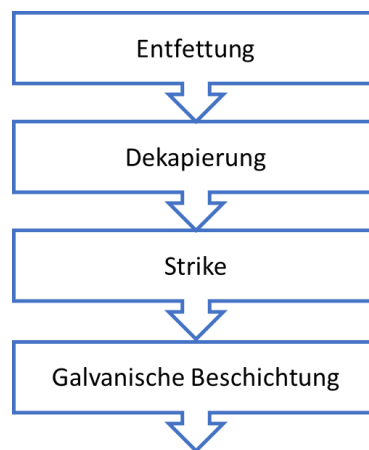 Entfettung
Dekapierung
Strike
Galvanische Beschichtung